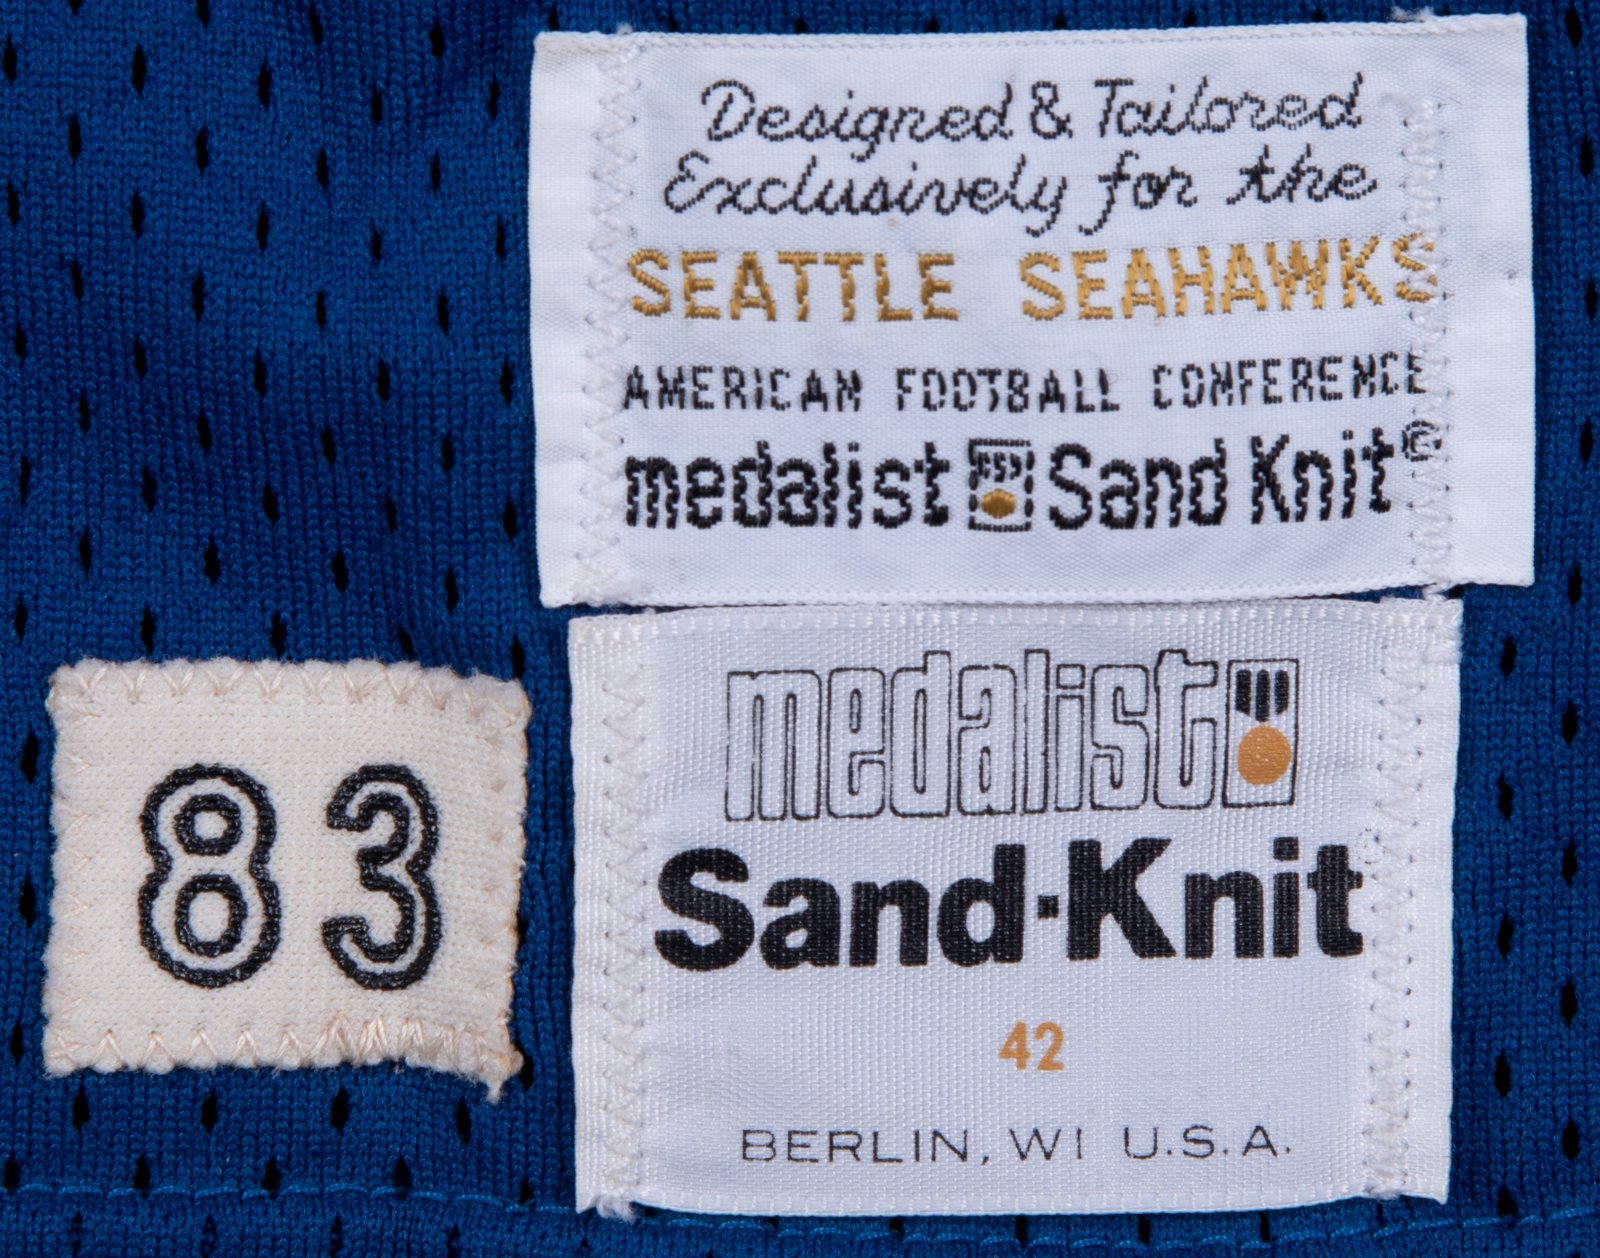 Designed & Tailored
Exclusively for the
SEATTLE SEAHAWKS
AMERICAN FOOTBALL CONFERENCE
medalist Sand Knit®
medalist
Sand·Knit
42
BERLIN, WI U.S.A.
83